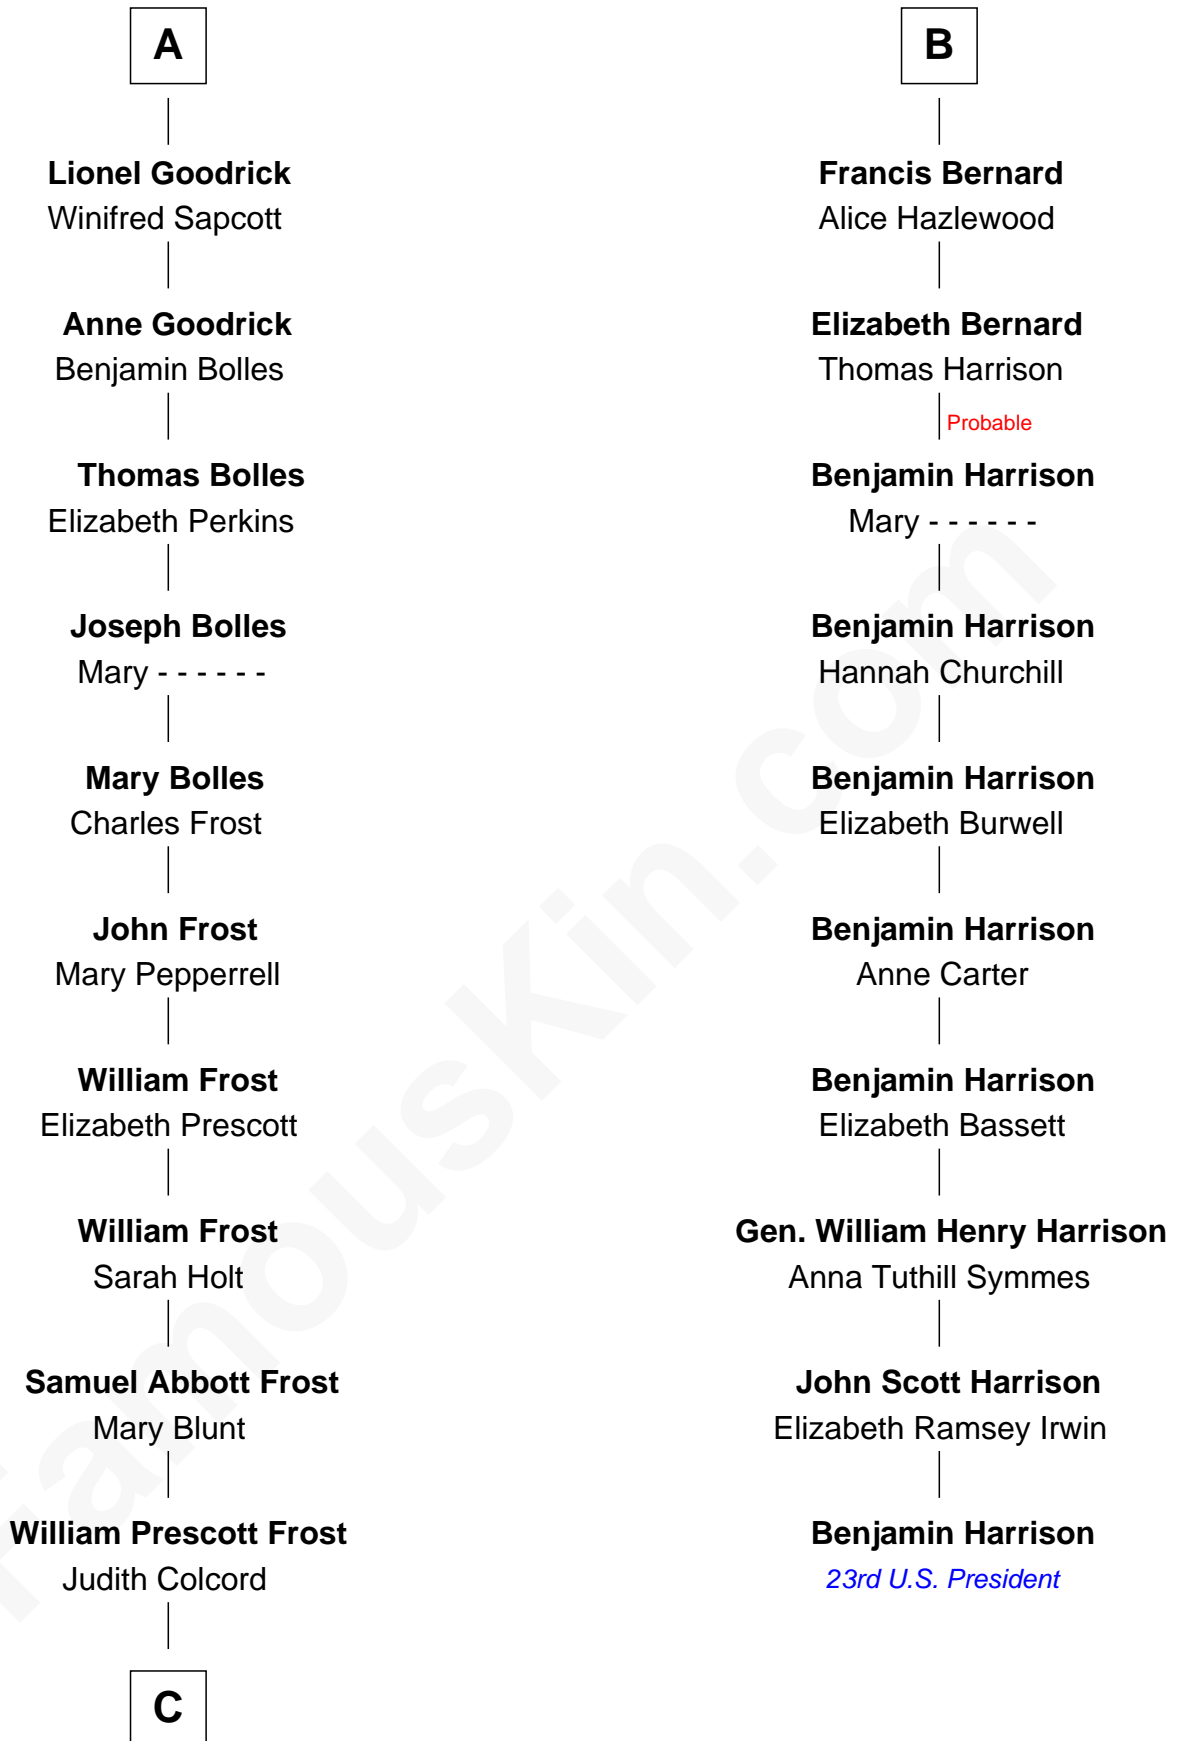 A
Lionel Goodrick
Winifred Sapcott
Anne Goodrick
Benjamin Bolles
Thomas Bolles
Elizabeth Perkins
Joseph Bolles
Mary - - - - - -
Mary Bolles
Charles Frost
John Frost
Mary Pepperrell
William Frost
Elizabeth Prescott
William Frost
Sarah Holt
Samuel Abbott Frost
Mary Blunt
William Prescott Frost
Judith Colcord
C
B
Francis Bernard
Alice Hazlewood
Elizabeth Bernard
Thomas Harrison
Probable
Benjamin Harrison
Mary - - - - - -
Benjamin Harrison
Hannah Churchill
Benjamin Harrison
Elizabeth Burwell
Benjamin Harrison
Anne Carter
Benjamin Harrison
Elizabeth Bassett
Gen. William Henry Harrison
Anna Tuthill Symmes
John Scott Harrison
Elizabeth Ramsey Irwin
Benjamin Harrison
23rd U.S. President
FamousKin.com